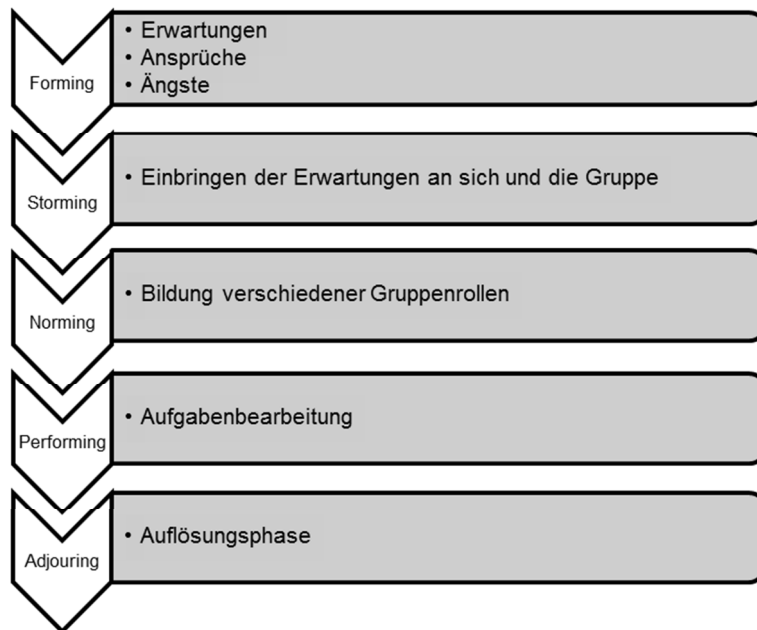 Forming
• Erwartungen
• Ansprüche
• Ängste
Storming
• Einbringen der Erwartungen an sich und die Gruppe
Norming
• Bildung verschiedener Gruppenrollen
Performing
• Aufgabenbearbeitung
Adjouring
• Auflösungsphase